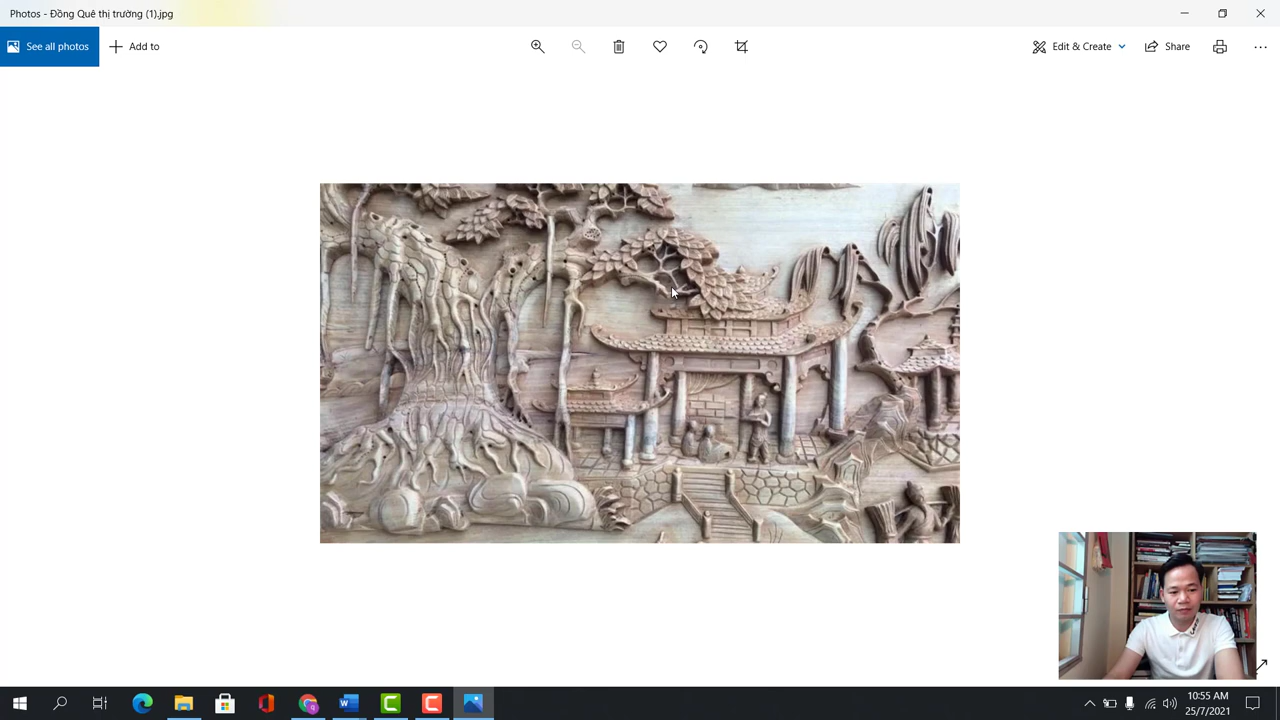 Photos - Đồng Quê thị trường (1).jpg
See all photos
Add to
Edit & Create
Share
10:55 AM
25/7/2021